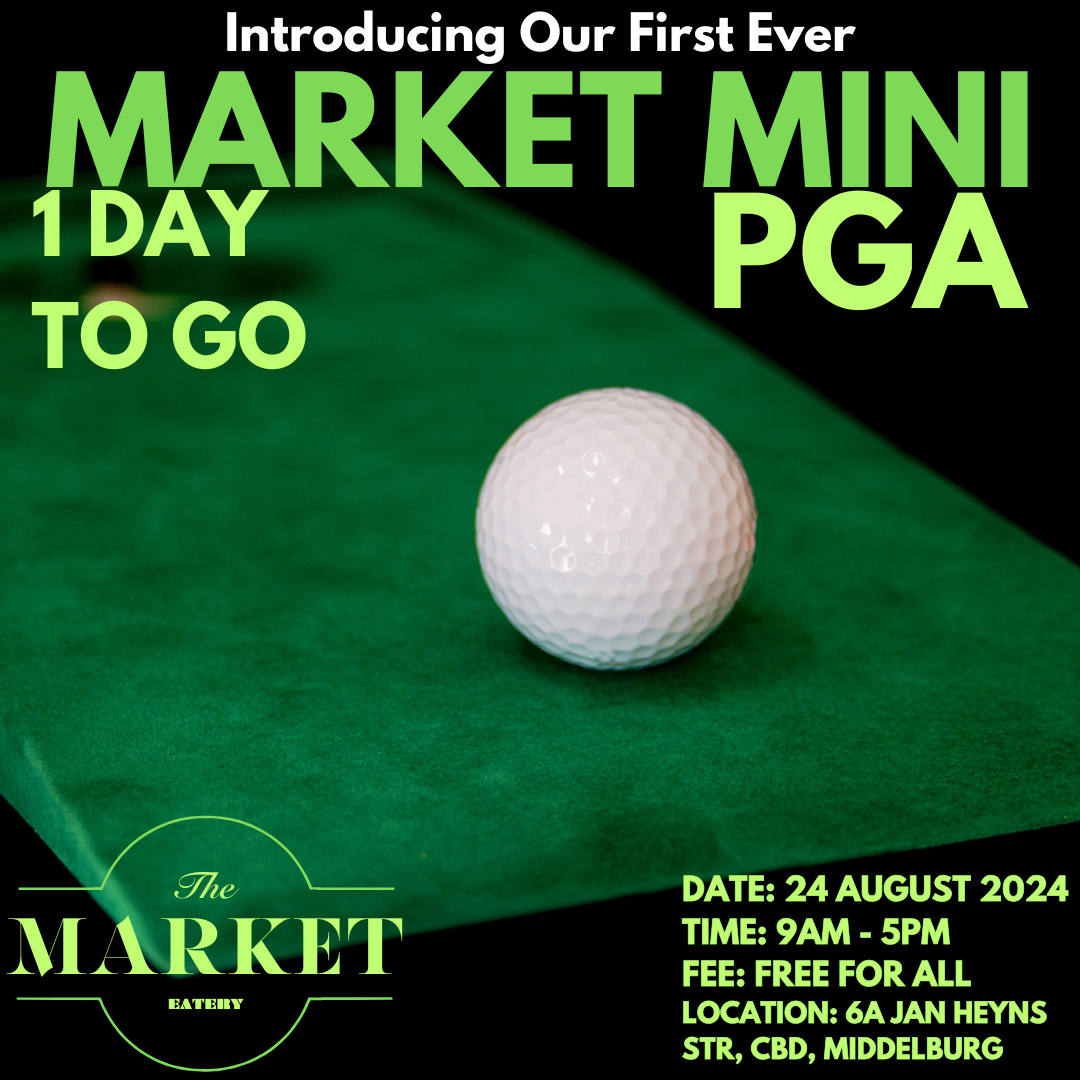 Introducing Our First Ever
MARKET MINI
PGA
1 DAY
TO GO
The
MARKET
EATERY
DATE: 24 AUGUST 2024
TIME: 9AM - 5PM
FEE: FREE FOR ALL
LOCATION: 6A JAN HEYNS
STR, CBD, MIDDELBURG